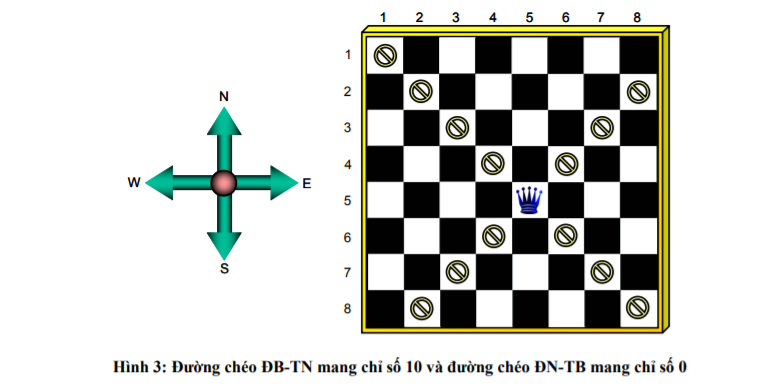 1 2 3 4 5 6 7 8
1
2
3
4
5
6
7
8
N
W E
S
Hình 3: Đường chéo ĐB-TN mang chỉ số 10 và đường chéo ĐN-TB mang chỉ số 0